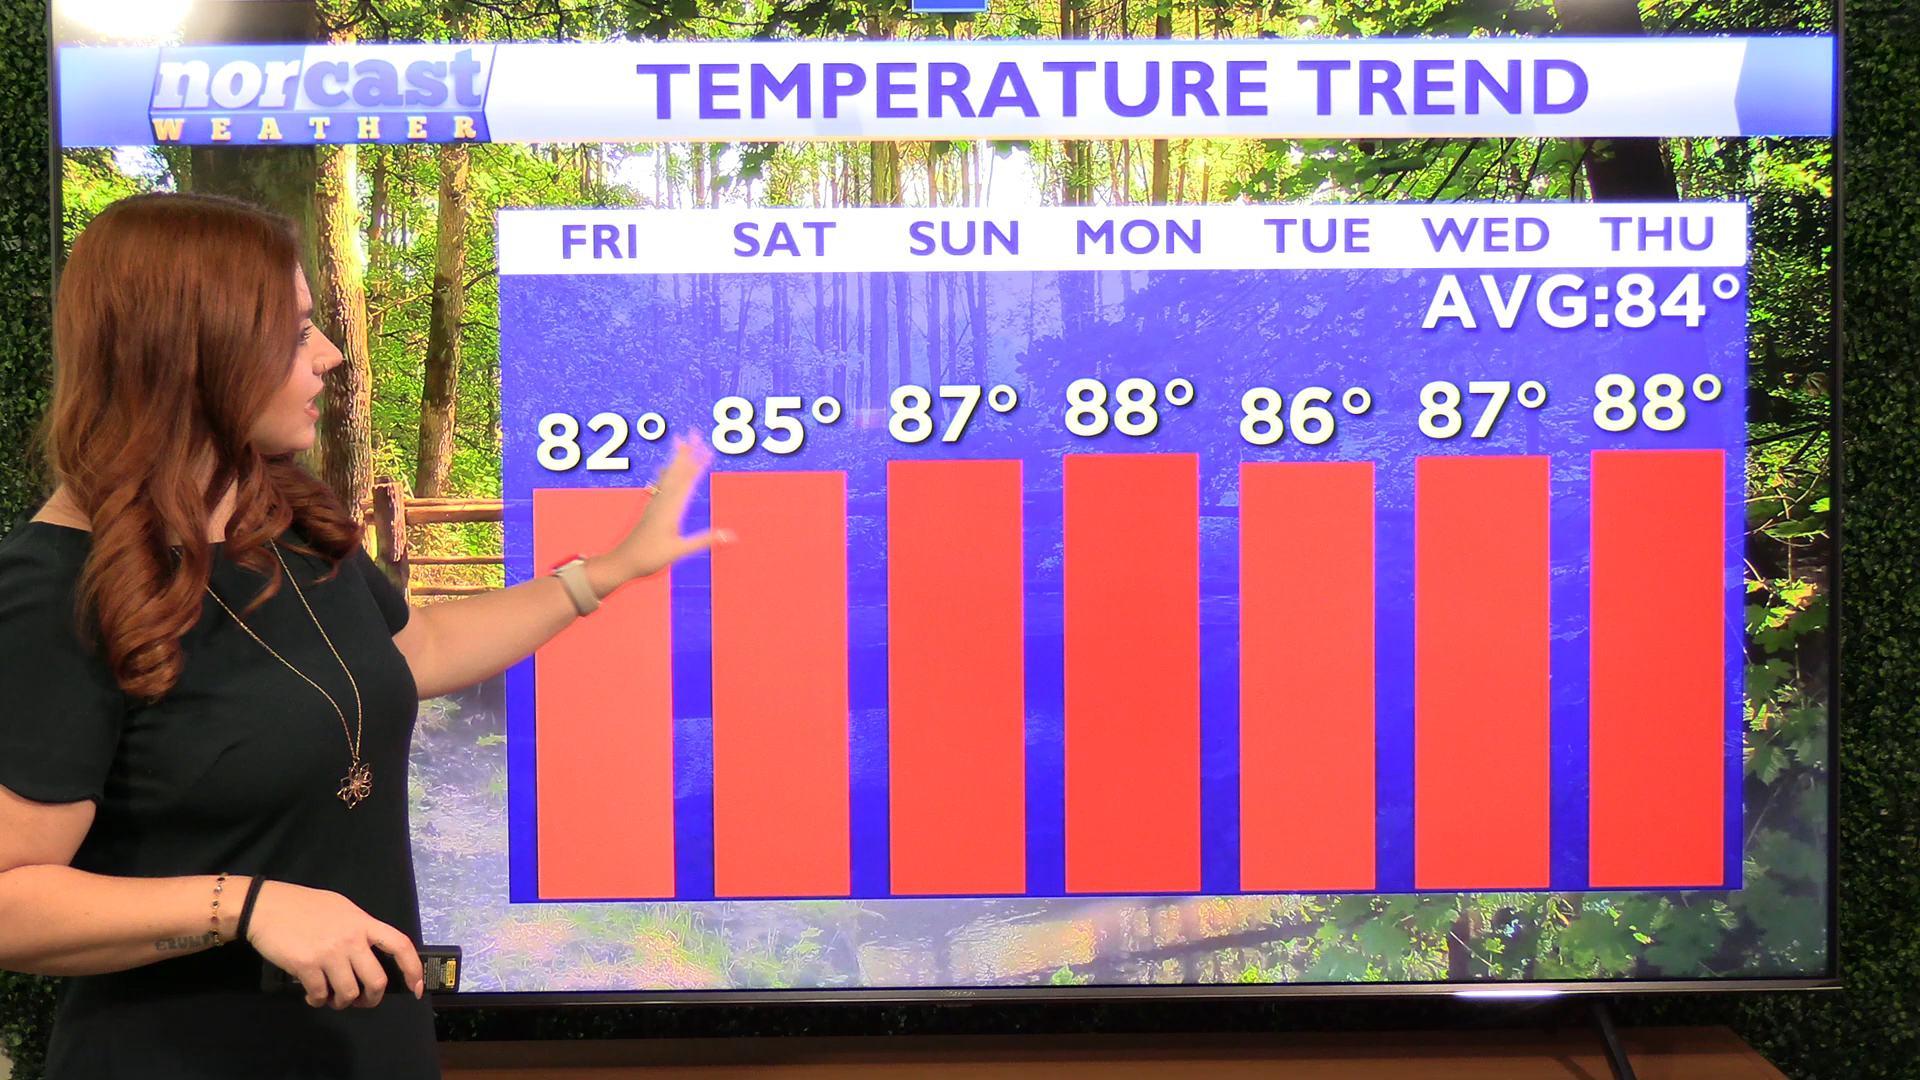 norcast
WEATHER
TEMPERATURE TREND
FRI SAT SUN MON TUE WED THU
AVG:84°
82° 85° 87° 88° 86° 87° 88°